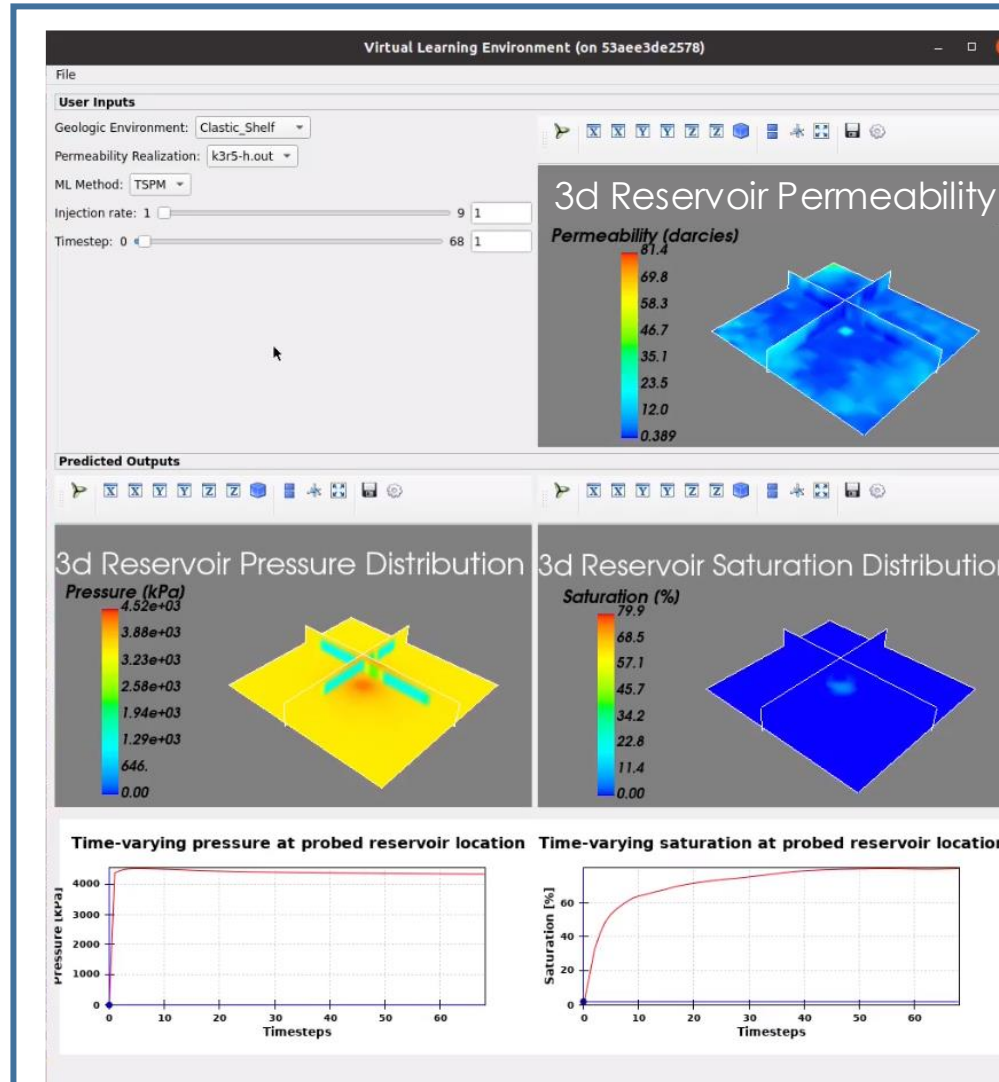 Virtual Learning Environment (on 53aee3de2578)
File
User Inputs
Geologic Environment: Clastic_Shelf
Permeability Realization: k3r5-h.out
ML Method: TSPM
Injection rate: 1 9 1
Timestep: 0 68 1
X X Y Y Z Z
3d Reservoir Permeability
Permeability (darcies)
81.4
69.8
58.3
46.7
35.1
23.5
12.0
0.389
Predicted Outputs
X X Y Y Z Z
3d Reservoir Pressure Distribution
Pressure (kPa)
4.52e+03
3.88e+03
3.23e+03
2.58e+03
1.94e+03
1.29e+03
646.
0.00
X X Y Y Z Z
3d Reservoir Saturation Distribution
Saturation (%)
79.9
68.5
57.1
45.7
34.2
22.8
11.4
0.00
Time-varying pressure at probed reservoir location
Pressure [kPa]
4000
3000
2000
1000
0
0 10 20 30 40 50 60
Timesteps
Time-varying saturation at probed reservoir location
Saturation [%]
60
40
20
0
0 10 20 30 40 50 60
Timesteps